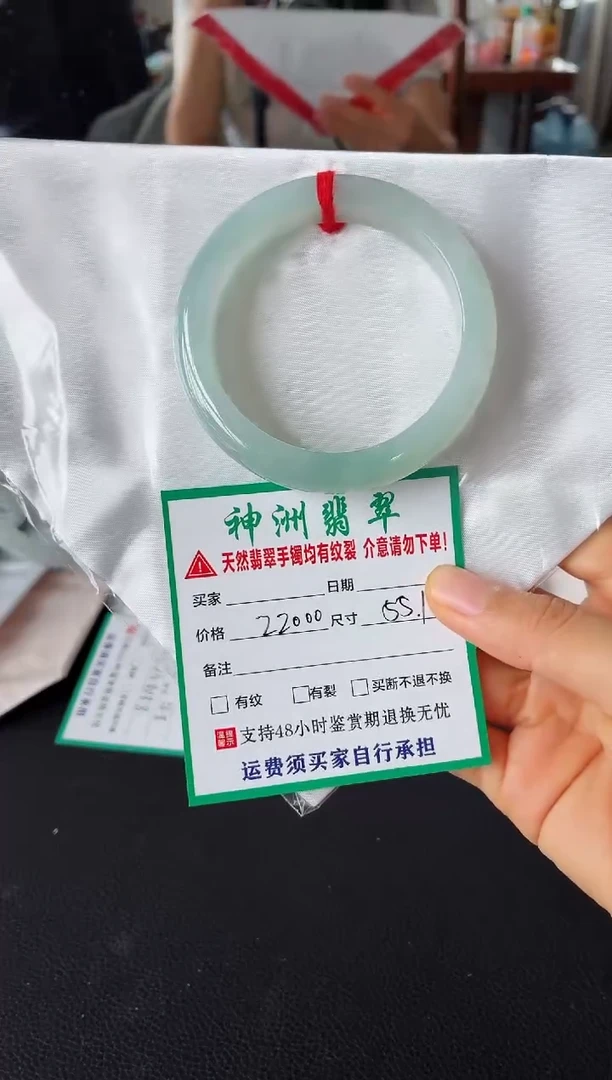 神洲翡翠
天然翡翠手镯均有纹裂 介意请勿下单!
买家 日期
价格 22000 尺寸 55.1
备注
有纹 有裂 买断不退不换
温馨提示 支持48小时鉴赏期退换无忧
运费须买家自行承担